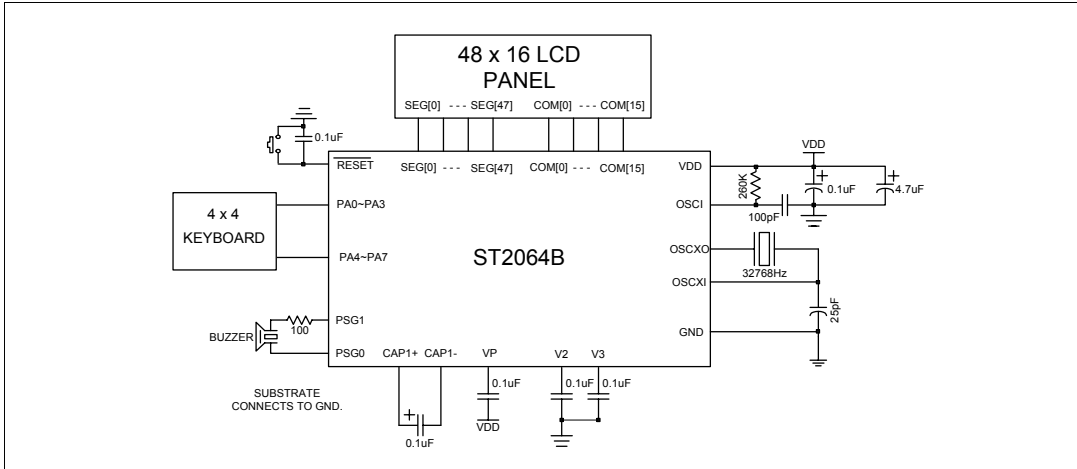 48 x 16 LCD
PANEL
SEG[0] --- SEG[47] COM[0] --- COM[15]
0.1uF
RESET
SEG[0] --- SEG[47] COM[0] --- COM[15]
VDD
VDD
260K
0.1uF
4.7uF
OSCI
100pF
4 x 4
KEYBOARD
PA0~PA3
PA4~PA7
ST2064B
OSCXO
32768Hz
OSCXI
25pF
GND
BUZZER
100
PSG1
PSG0
CAP1+ CAP1- VP V2 V3
SUBSTRATE
CONNECTS TO GND.
0.1uF
0.1uF
VDD
0.1uF
0.1uF